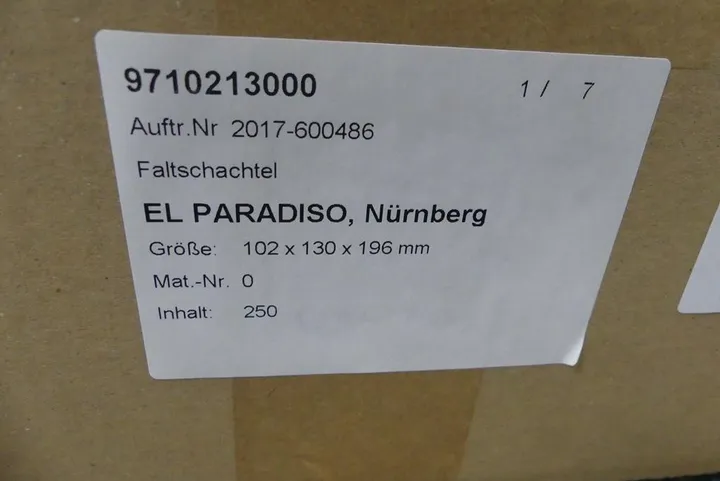 9710213000 1 / 7
Auftr.Nr 2017-600486
Faltschachtel
EL PARADISO, Nürnberg
Größe: 102 x 130 x 196 mm
Mat.-Nr. 0
Inhalt: 250